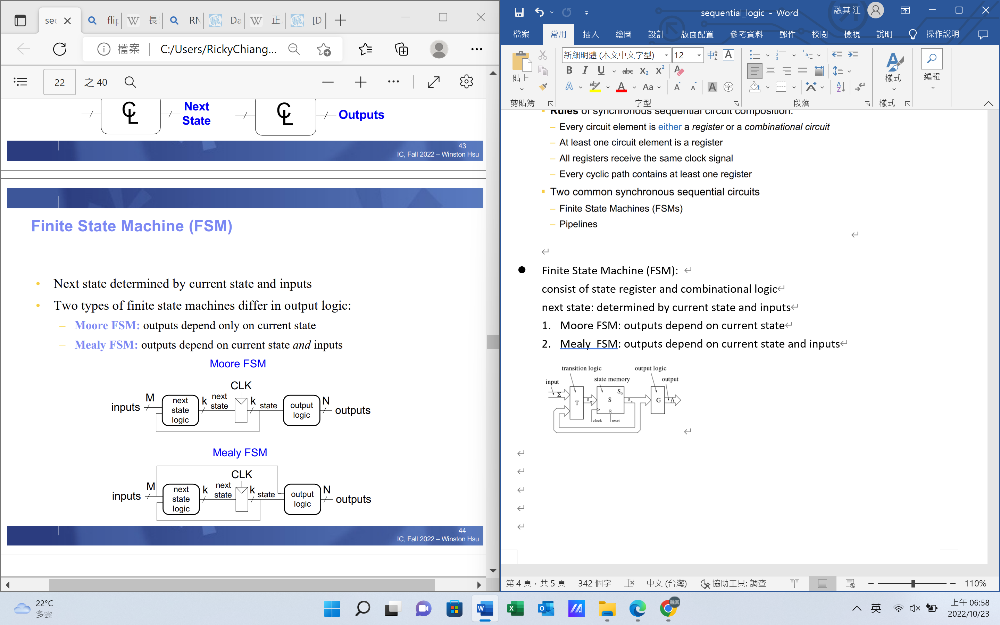 sec
flip
長
RN
Da
正
[D
檔案
C:/Users/RickyChiang...
22
之 40
Next
State
Outputs
43
IC, Fall 2022 – Winston Hsu
Finite State Machine (FSM)
• Next state determined by current state and inputs
• Two types of finite state machines differ in output logic:
– Moore FSM: outputs depend only on current state
– Mealy FSM: outputs depend on current state and inputs
Moore FSM
CLK
inputs
M
next
state
logic
k
next
state
k
state
output
logic
N
outputs
Mealy FSM
CLK
inputs
M
next
state
logic
k
next
state
k
state
output
logic
N
outputs
44
IC, Fall 2022 – Winston Hsu
sequential_logic - Word
融其 江
檔案
常用
插入
繪圖
設計
版面配置
參考資料
郵件
校閱
檢視
說明
操作說明
貼上
剪貼簿
新細明體 (本文中文字型)
12
字型
段落
樣式
樣式
編輯
Rules of synchronous sequential circuit composition:
– Every circuit element is either a register or a combinational circuit
– At least one circuit element is a register
– All registers receive the same clock signal
– Every cyclic path contains at least one register
Two common synchronous sequential circuits
– Finite State Machines (FSMs)
– Pipelines
● Finite State Machine (FSM):
consist of state register and combinational logic
next state: determined by current state and inputs
1. Moore FSM: outputs depend on current state
2. Mealy FSM: outputs depend on current state and inputs
transition logic
output logic
input
state memory
output
Σ
T
S
S0
R
G
Λ
clock
reset
第 4 頁，共 5 頁
342 個字
中文 (台灣)
協助工具: 調查
110%
22°C
多雲
英
上午 06:58
2022/10/23